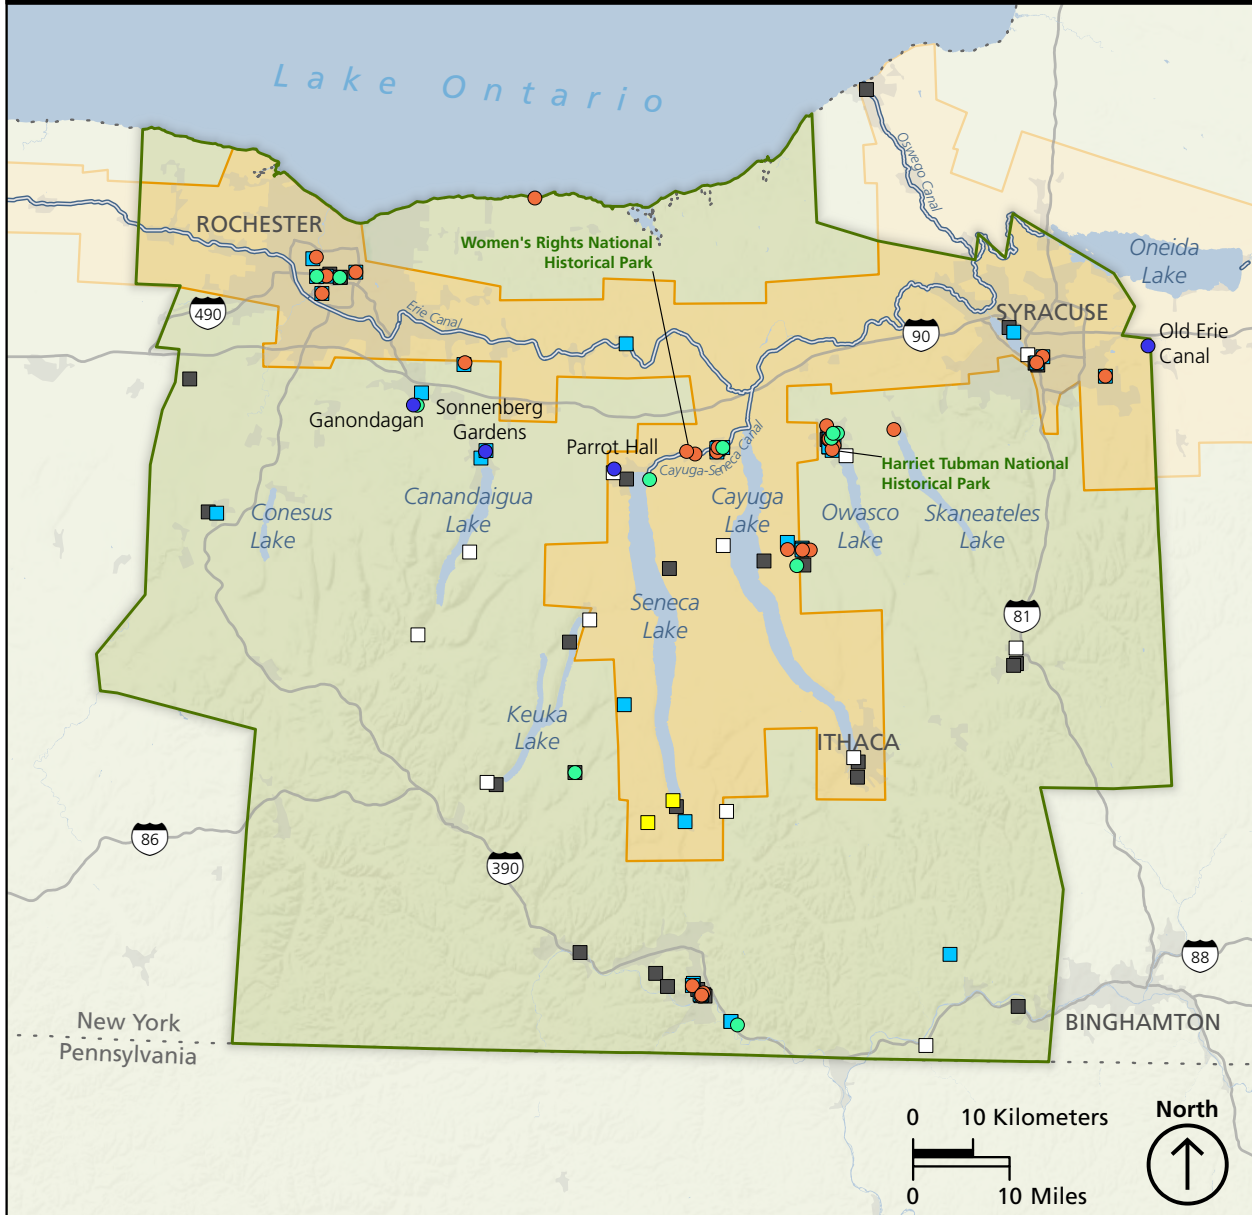 Lake Ontario
Oswego Canal
ROCHESTER
Women's Rights National
Historical Park
Oneida
Lake
490
Erie Canal
SYRACUSE
90
Old Erie
Canal
Ganondagan
Sonnenberg
Gardens
Parrot Hall
Cayuga-Seneca Canal
Harriet Tubman National
Historical Park
Conesus
Lake
Canandaigua
Lake
Cayuga
Lake
Owasco
Lake
Skaneateles
Lake
Seneca
Lake
81
Keuka
Lake
ITHACA
86
390
88
New York
Pennsylvania
BINGHAMTON
0 10 Kilometers
North
0 10 Miles